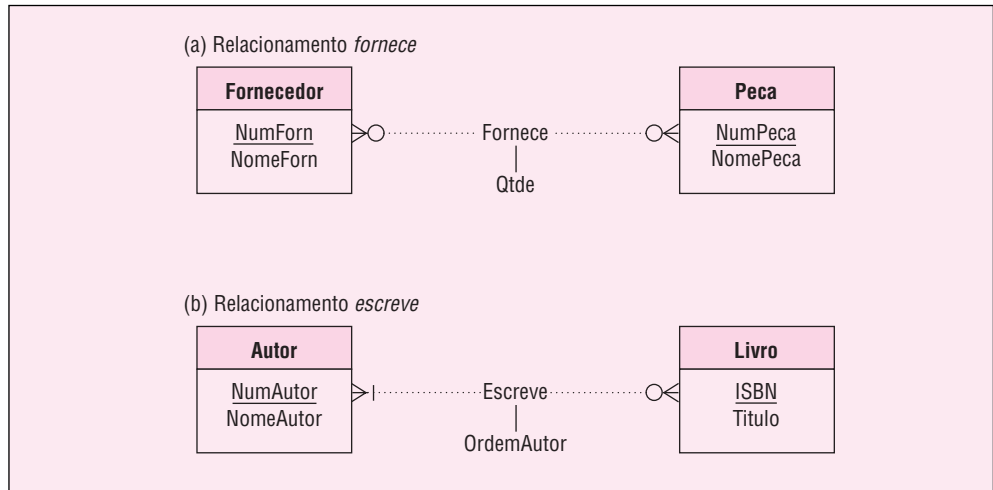 (a) Relacionamento fornece
Fornecedor
NumForn
NomeForn
Fornece
Qtde
Peca
NumPeca
NomePeca
(b) Relacionamento escreve
Autor
NumAutor
NomeAutor
Escreve
OrdemAutor
Livro
ISBN
Titulo